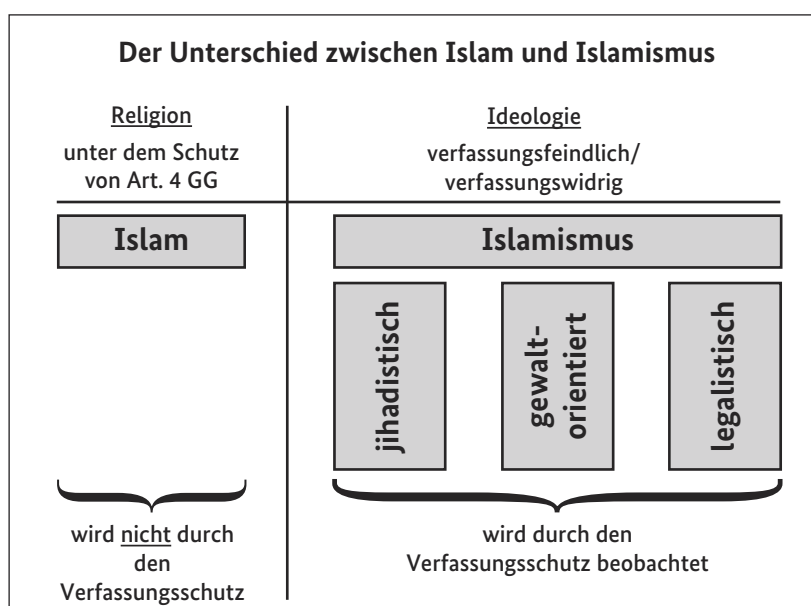 Der Unterschied zwischen Islam und Islamismus
Religion
unter dem Schutz
von Art. 4 GG
Ideologie
verfassungsfeindlich/
verfassungswidrig
Islam
Islamismus
jihadistisch
gewalt-
orientiert
legalistisch
wird nicht durch
den
Verfassungsschutz
wird durch den
Verfassungsschutz beobachtet